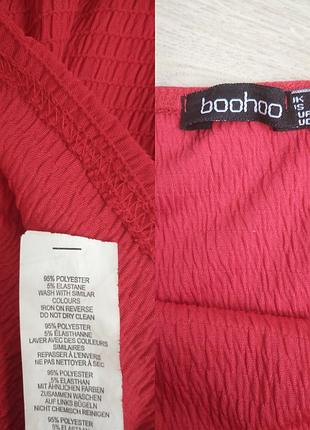 boohoo
95% POLYESTER
5% ELASTANE
WASH WITH SIMILAR
COLOURS
IRON ON REVERSE
DO NOT DRY CLEAN
95% POLYESTER
5% ÉLASTHANNE
LAVER AVEC DES COULEURS
SIMILAIRES
REPASSER À L'ENVERS
NE PAS NETTOYER À SEC
95% POLYESTER
5% ELASTHAN
MIT ÄHNLICHEN FARBEN
ZUSAMMEN WASCHEN
AUF LINKS BÜGELN
NICHT CHEMISCH REINIGEN